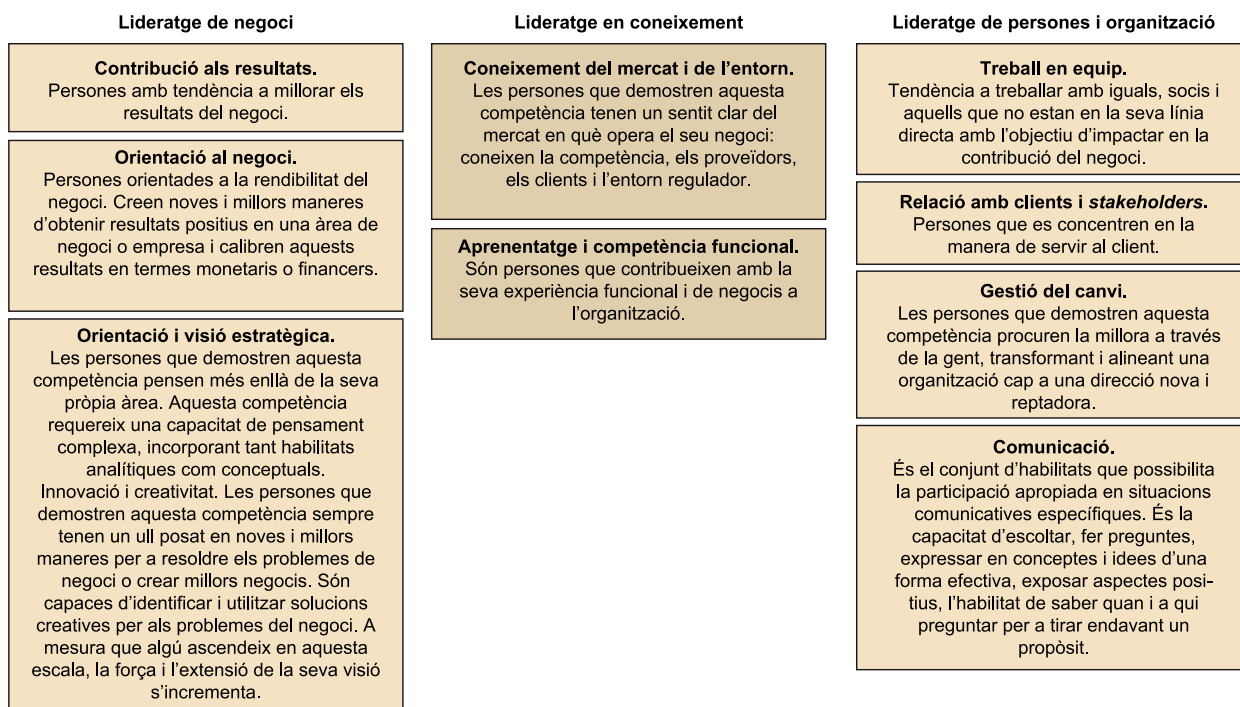 Lideratge de negoci
Contribució als resultats.
Persones amb tendència a millorar els
resultats del negoci.
Orientació al negoci.
Persones orientades a la rendibilitat del
negoci. Creen noves i millors maneres
d’obtenir resultats positius en una àrea de
negoci o empresa i calibren aquests
resultats en termes monetaris o financers.
Orientació i visió estratègica.
Les persones que demostren aquesta
competència pensen més enllà de la seva
pròpia àrea. Aquesta competència
requereix una capacitat de pensament
complexa, incorporant tant habilitats
analítiques com conceptuals.
Innovació i creativitat. Les persones que
demostren aquesta competència sempre
tenen un ull posat en noves i millors
maneres per a resoldre els problemes de
negoci o crear millors negocis. Són
capaces d’identificar i utilitzar solucions
creatives per als problemes del negoci. A
mesura que algú ascendeix en aquesta
escala, la força i l’extensió de la seva visió
s’incrementa.
Lideratge en coneixement
Coneixement del mercat i de l’entorn.
Les persones que demostren aquesta
competència tenen un sentit clar del
mercat en què opera el seu negoci:
coneixen la competència, els proveïdors,
els clients i l’entorn regulador.
Aprenentatge i competència funcional.
Són persones que contribueixen amb la
seva experiència funcional i de negocis a
l’organització.
Lideratge de persones i organització
Treball en equip.
Tendència a treballar amb iguals, socis i
aquells que no estan en la seva línia
directa amb l’objectiu d’impactar en la
contribució del negoci.
Relació amb clients i stakeholders.
Persones que es concentren en la
manera de servir al client.
Gestió del canvi.
Les persones que demostren aquesta
competència procuren la millora a través
de la gent, transformant i alineant una
organització cap a una direcció nova i
reptadora.
Comunicació.
És el conjunt d’habilitats que possibilita
la participació apropiada en situacions
comunicatives específiques. És la
capacitat d’escoltar, fer preguntes,
expressar en conceptes i idees d’una
forma efectiva, exposar aspectes posi-
tius, l’habilitat de saber quan i a qui
preguntar per a tirar endavant un
propòsit.